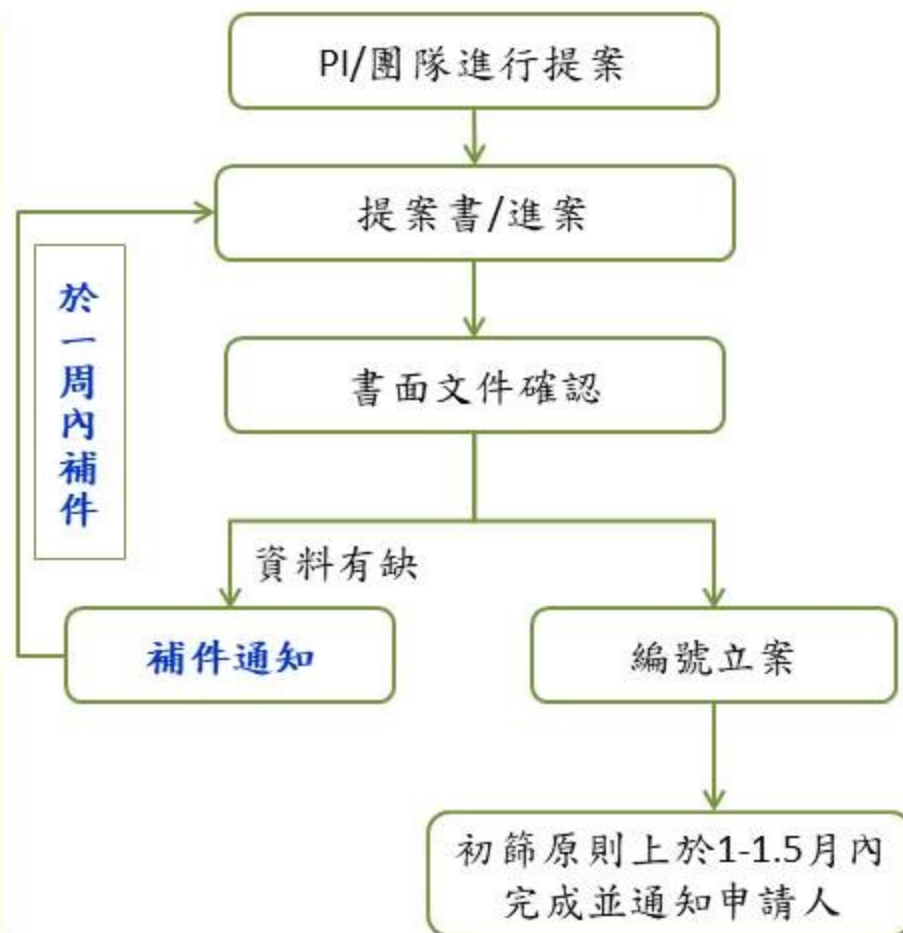 PI/團隊進行提案
提案書/進案
於一周內補件
書面文件確認
資料有缺
補件通知
編號立案
初篩原則上於1-1.5月內
完成並通知申請人